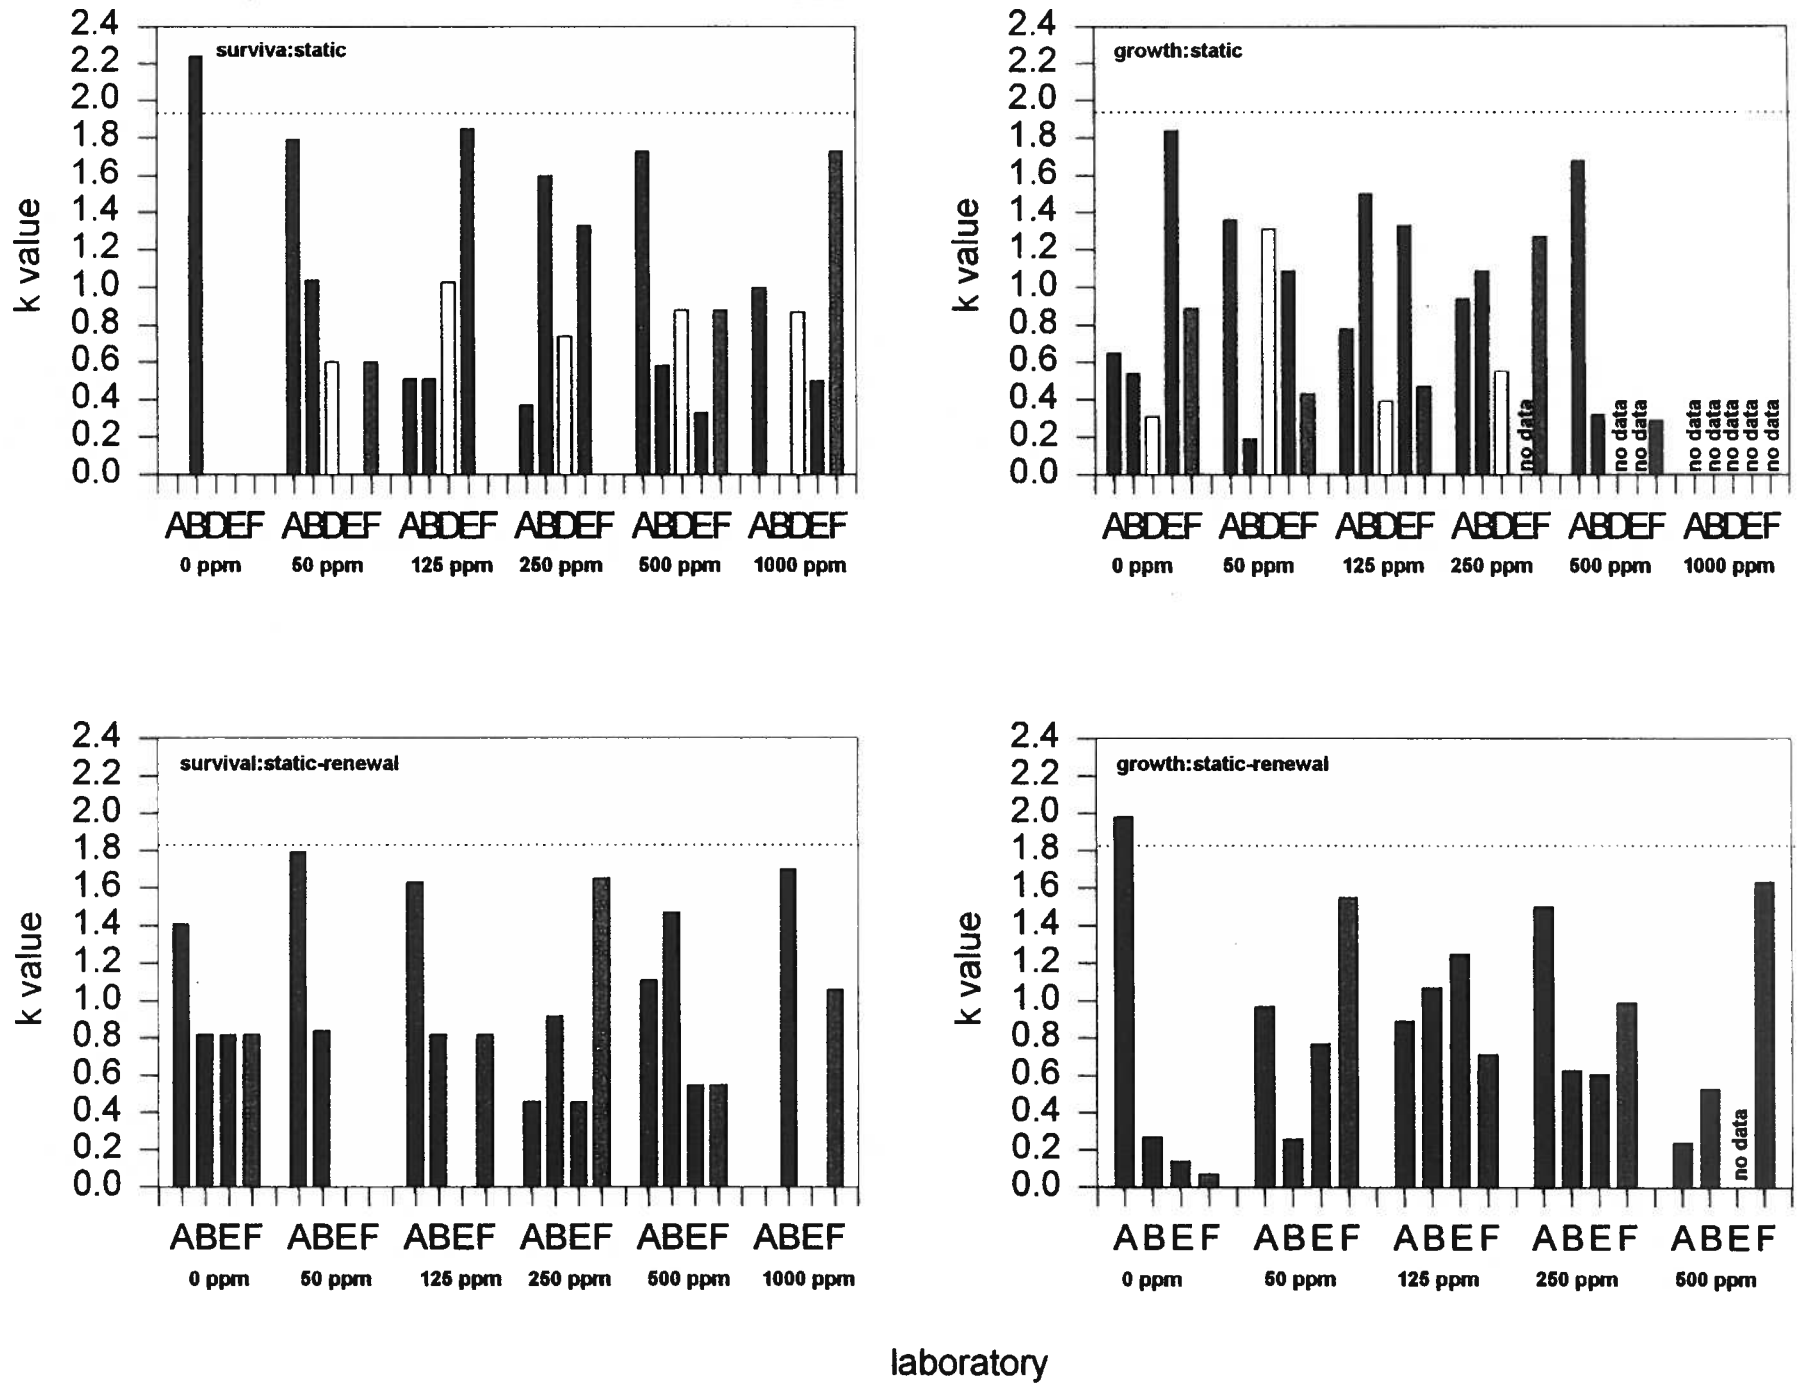 surviva:static
2.4
2.2
2.0
1.8
1.6
1.4
1.2
1.0
0.8
0.6
0.4
0.2
0.0
k value
ABDEF ABDEF ABDEF ABDEF ABDEF ABDEF
0 ppm 50 ppm 125 ppm 250 ppm 500 ppm 1000 ppm
growth:static
2.4
2.2
2.0
1.8
1.6
1.4
1.2
1.0
0.8
0.6
0.4
0.2
0.0
k value
no data
no data
no data
no data
no data
no data
no data
no data
ABDEF ABDEF ABDEF ABDEF ABDEF ABDEF
0 ppm 50 ppm 125 ppm 250 ppm 500 ppm 1000 ppm
survival:static-renewal
2.4
2.2
2.0
1.8
1.6
1.4
1.2
1.0
0.8
0.6
0.4
0.2
0.0
k value
ABEF ABEF ABEF ABEF ABEF ABEF
0 ppm 50 ppm 125 ppm 250 ppm 500 ppm 1000 ppm
growth:static-renewal
2.4
2.2
2.0
1.8
1.6
1.4
1.2
1.0
0.8
0.6
0.4
0.2
0.0
k value
no data
ABEF ABEF ABEF ABEF ABEF
0 ppm 50 ppm 125 ppm 250 ppm 500 ppm
laboratory